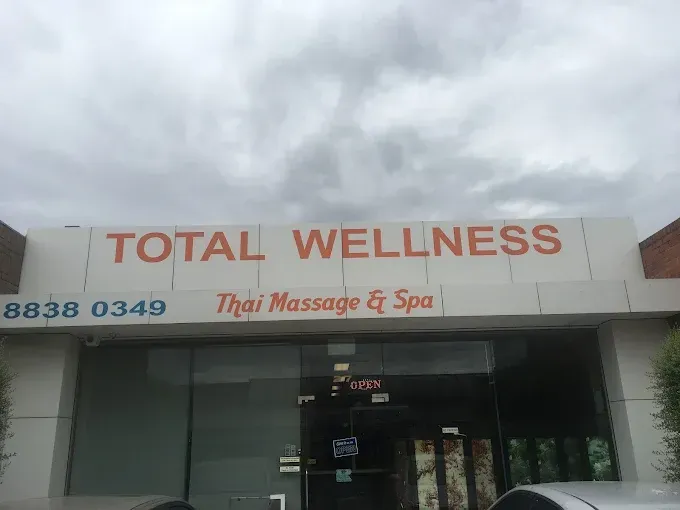 TOTAL WELLNESS
8838 0349 Thai Massage & Spa
OPEN